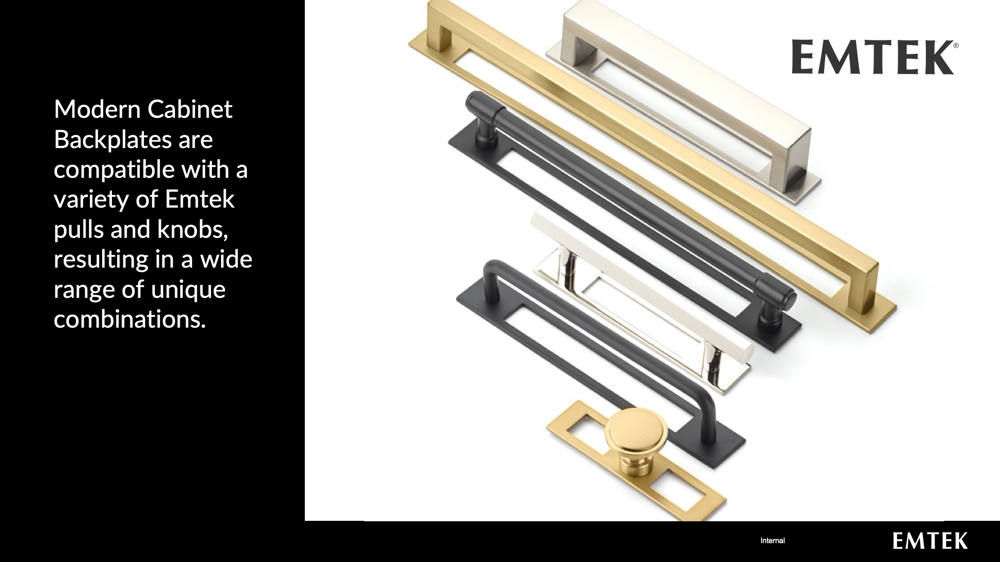 Modern Cabinet
Backplates are
compatible with a
variety of Emtek
pulls and knobs,
resulting in a wide
range of unique
combinations.
EMTEK®
Internal
EMTEK